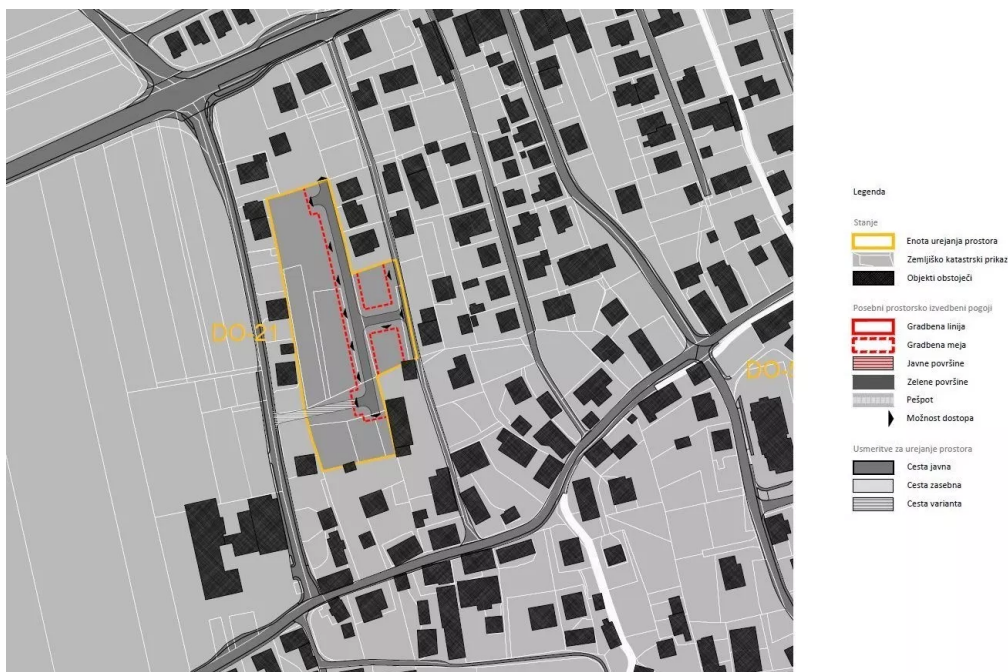 DO-21
DO-
Legenda
Stanje
Enota urejanja prostora
Zemljiško katastrski prikaz
Objekti obstoječi
Posebni prostorsko izvedbeni pogoji
Gradbena linija
Gradbena meja
Javne površine
Zelene površine
Pešpot
Možnost dostopa
Usmeritve za urejanje prostora
Cesta javna
Cesta zasebna
Cesta varianta